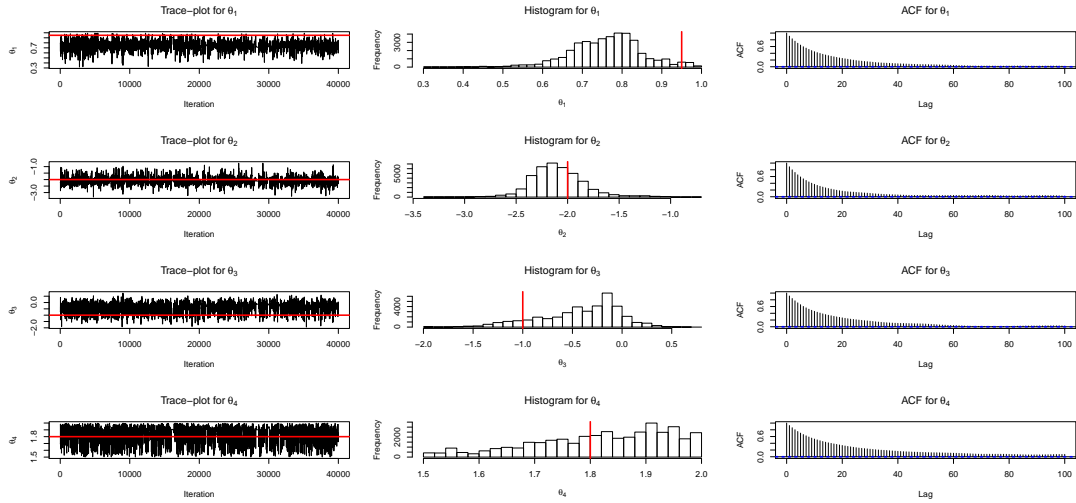 Trace−plot for θ1
θ1
0.3 0.7
0 10000 20000 30000 40000
Iteration
Histogram for θ1
Frequency
0 3000
0.3 0.4 0.5 0.6 0.7 0.8 0.9 1.0
θ1
ACF for θ1
ACF
0.0 0.6
0 20 40 60 80 100
Lag
Trace−plot for θ2
θ2
−3.0 −1.0
0 10000 20000 30000 40000
Iteration
Histogram for θ2
Frequency
0 5000
−3.5 −3.0 −2.5 −2.0 −1.5 −1.0
θ2
ACF for θ2
ACF
0.0 0.6
0 20 40 60 80 100
Lag
Trace−plot for θ3
θ3
−2.0 0.0
0 10000 20000 30000 40000
Iteration
Histogram for θ3
Frequency
0 4000
−2.0 −1.5 −1.0 −0.5 0.0 0.5
θ3
ACF for θ3
ACF
0.0 0.6
0 20 40 60 80 100
Lag
Trace−plot for θ4
θ4
1.5 1.8
0 10000 20000 30000 40000
Iteration
Histogram for θ4
Frequency
0 2000
1.5 1.6 1.7 1.8 1.9 2.0
θ4
ACF for θ4
ACF
0.0 0.6
0 20 40 60 80 100
Lag